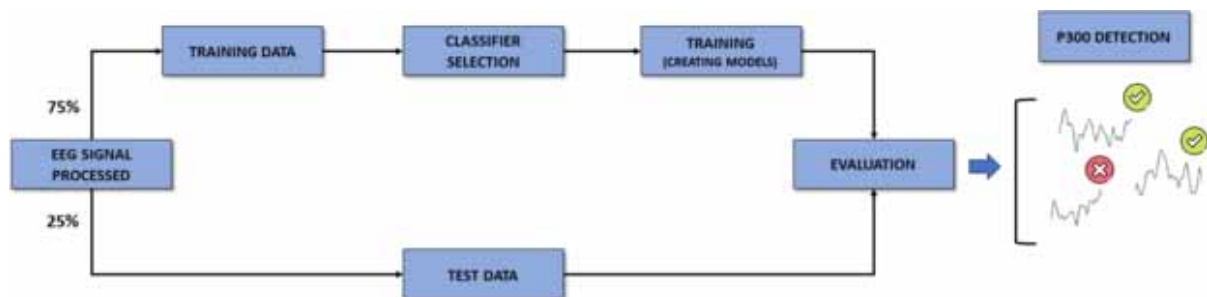 TRAINING DATA
CLASSIFIER
SELECTION
TRAINING
(CREATING MODELS)
P300 DETECTION
75%
EEG SIGNAL
PROCESSED
EVALUATION
25%
TEST DATA